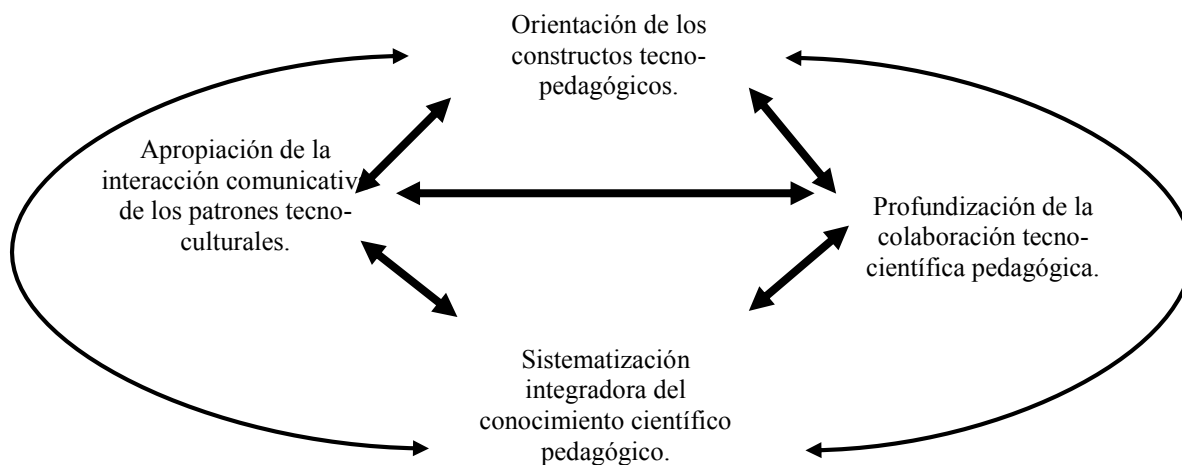 Orientación de los
constructos tecno-
pedagógicos.
Apropiación de la
interacción comunicativ
de los patrones tecno-
culturales.
Profundización de la
colaboración tecno-
científica pedagógica.
Sistematización
integradora del
conocimiento científico
pedagógico.